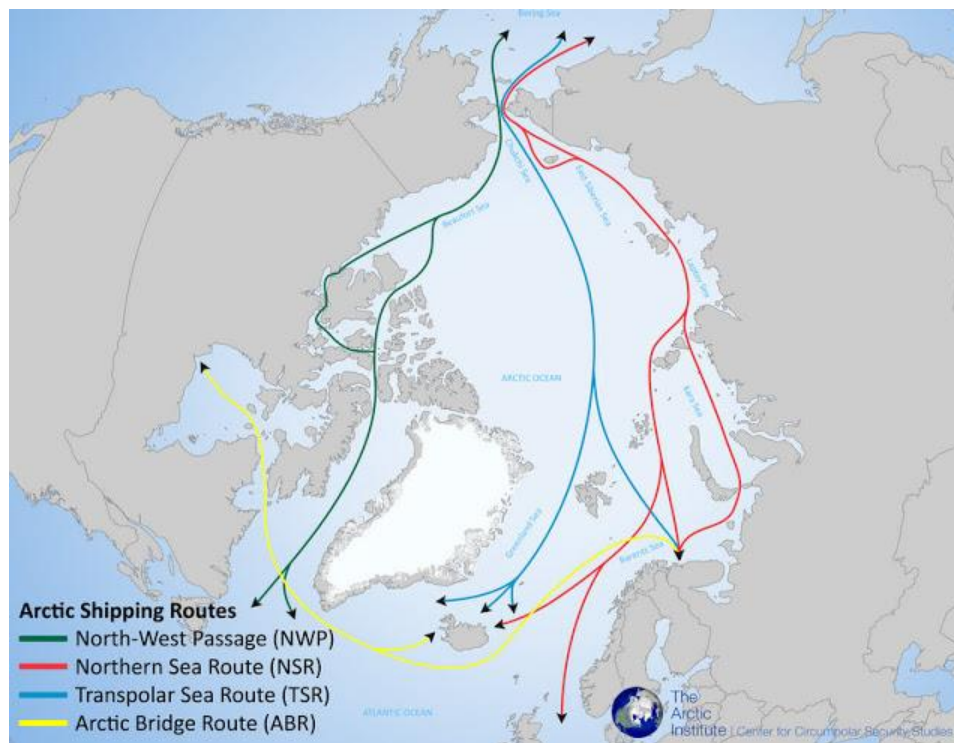 Bering Sea
Chukchi Sea
East Siberian Sea
Beaufort Sea
Laptev Sea
ARCTIC OCEAN
Kara Sea
Greenland Sea
Barents Sea
Arctic Shipping Routes
North-West Passage (NWP)
Northern Sea Route (NSR)
Transpolar Sea Route (TSR)
Arctic Bridge Route (ABR)
ATLANTIC OCEAN
The
Arctic
Institute | Center for Circumpolar Security Studies